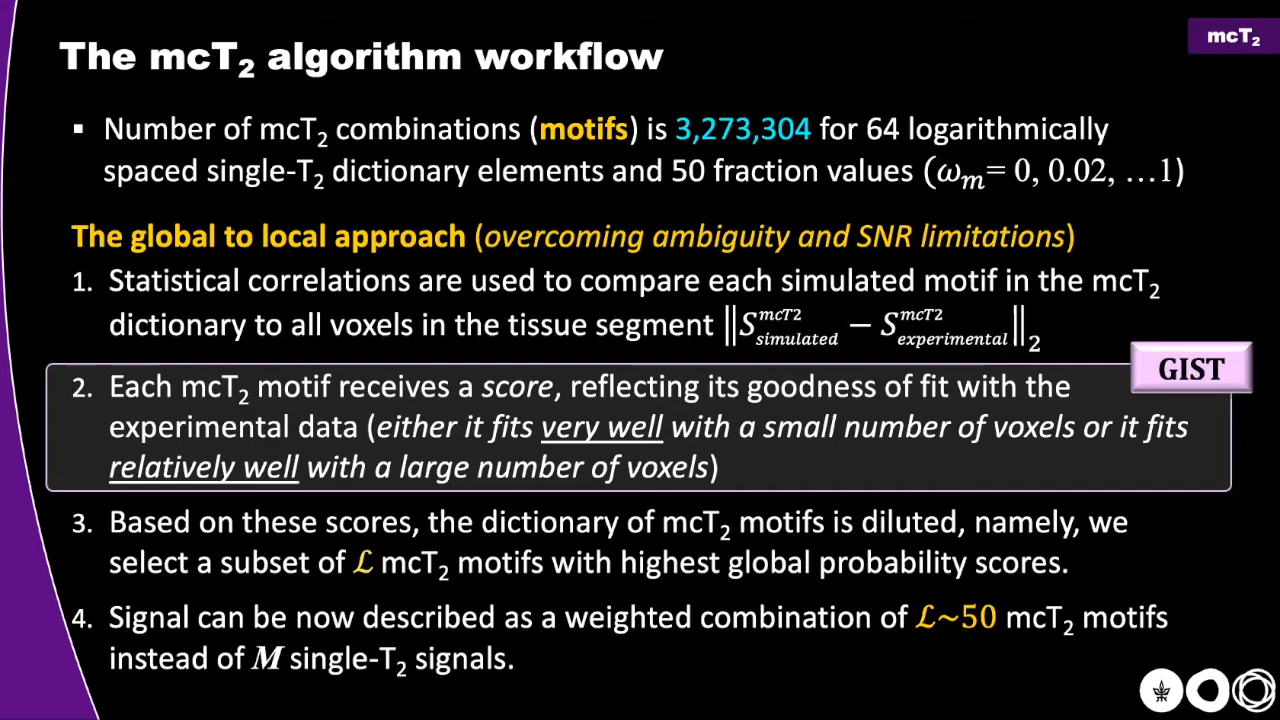 mcT₂
The mcT₂ algorithm workflow
▪ Number of mcT₂ combinations (motifs) is 3,273,304 for 64 logarithmically
spaced single-T₂ dictionary elements and 50 fraction values (ωₘ= 0, 0.02, …1)
The global to local approach (overcoming ambiguity and SNR limitations)
1. Statistical correlations are used to compare each simulated motif in the mcT₂
dictionary to all voxels in the tissue segment ‖S^{mcT2}_{simulated} − S^{mcT2}_{experimental}‖₂
GIST
2. Each mcT₂ motif receives a score, reflecting its goodness of fit with the
experimental data (either it fits very well with a small number of voxels or it fits
relatively well with a large number of voxels)
3. Based on these scores, the dictionary of mcT₂ motifs is diluted, namely, we
select a subset of ℒ mcT₂ motifs with highest global probability scores.
4. Signal can be now described as a weighted combination of ℒ~50 mcT₂ motifs
instead of M single-T₂ signals.